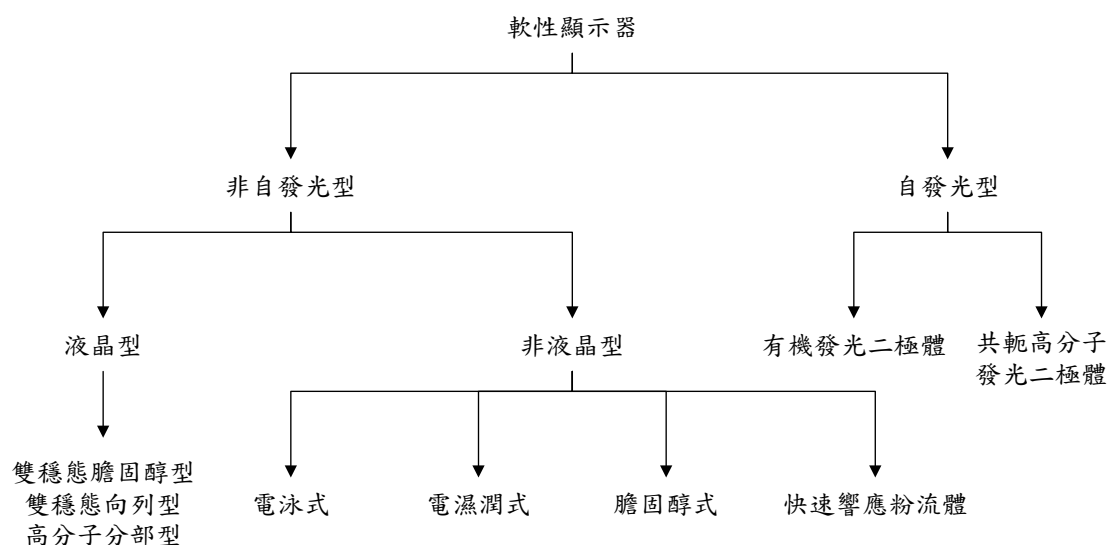 軟性顯示器
非自發光型
自發光型
液晶型
非液晶型
有機發光二極體
共軛高分子
發光二極體
雙穩態膽固醇型
雙穩態向列型
高分子分部型
電泳式
電濕潤式
膽固醇式
快速響應粉流體